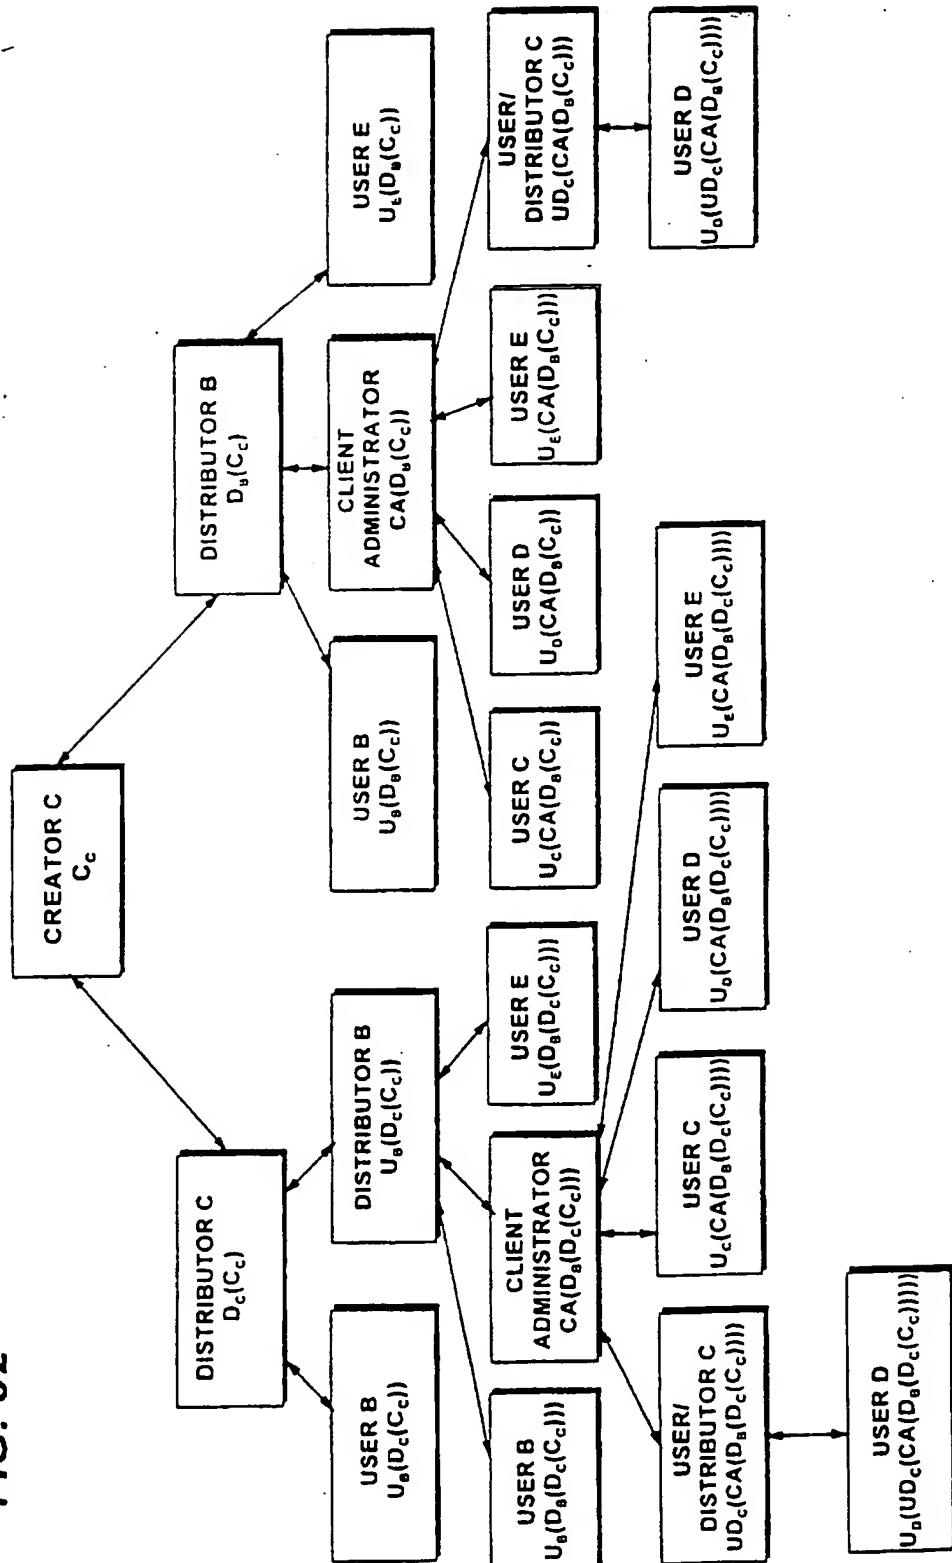 CREATOR C
C_C
DISTRIBUTOR C
D_C(C_C)
DISTRIBUTOR B
D_B(C_C)
USER B
U_B(D_C(C_C))
DISTRIBUTOR B
U_B(D_C(C_C))
USER B
U_B(D_B(C_C))
CLIENT
ADMINISTRATOR
CA(D_B(C_C))
USER E
U_E(D_B(C_C))
USER B
U_B(D_B(D_C(C_C)))
CLIENT
ADMINISTRATOR
CA(D_B(D_C(C_C)))
USER E
U_E(D_B(D_C(C_C)))
USER C
U_C(CA(D_B(C_C))
USER D
U_D(CA(D_B(C_C))
USER E
U_E(CA(D_B(C_C)))
USER/
DISTRIBUTOR C
UD_C(CA(D_B(C_C)))
USER/
DISTRIBUTOR C
UD_C(CA(D_B(D_C(C_C))))
USER C
U_C(CA(D_B(D_C(C_C))))
USER D
U_D(CA(D_B(D_C(C_C))))
USER E
U_E(CA(D_B(D_C(C_C))))
USER D
U_D(UD_C(CA(D_B(C_C))))
USER D
U_D(UD_C(CA(D_B(D_C(C_C)))))